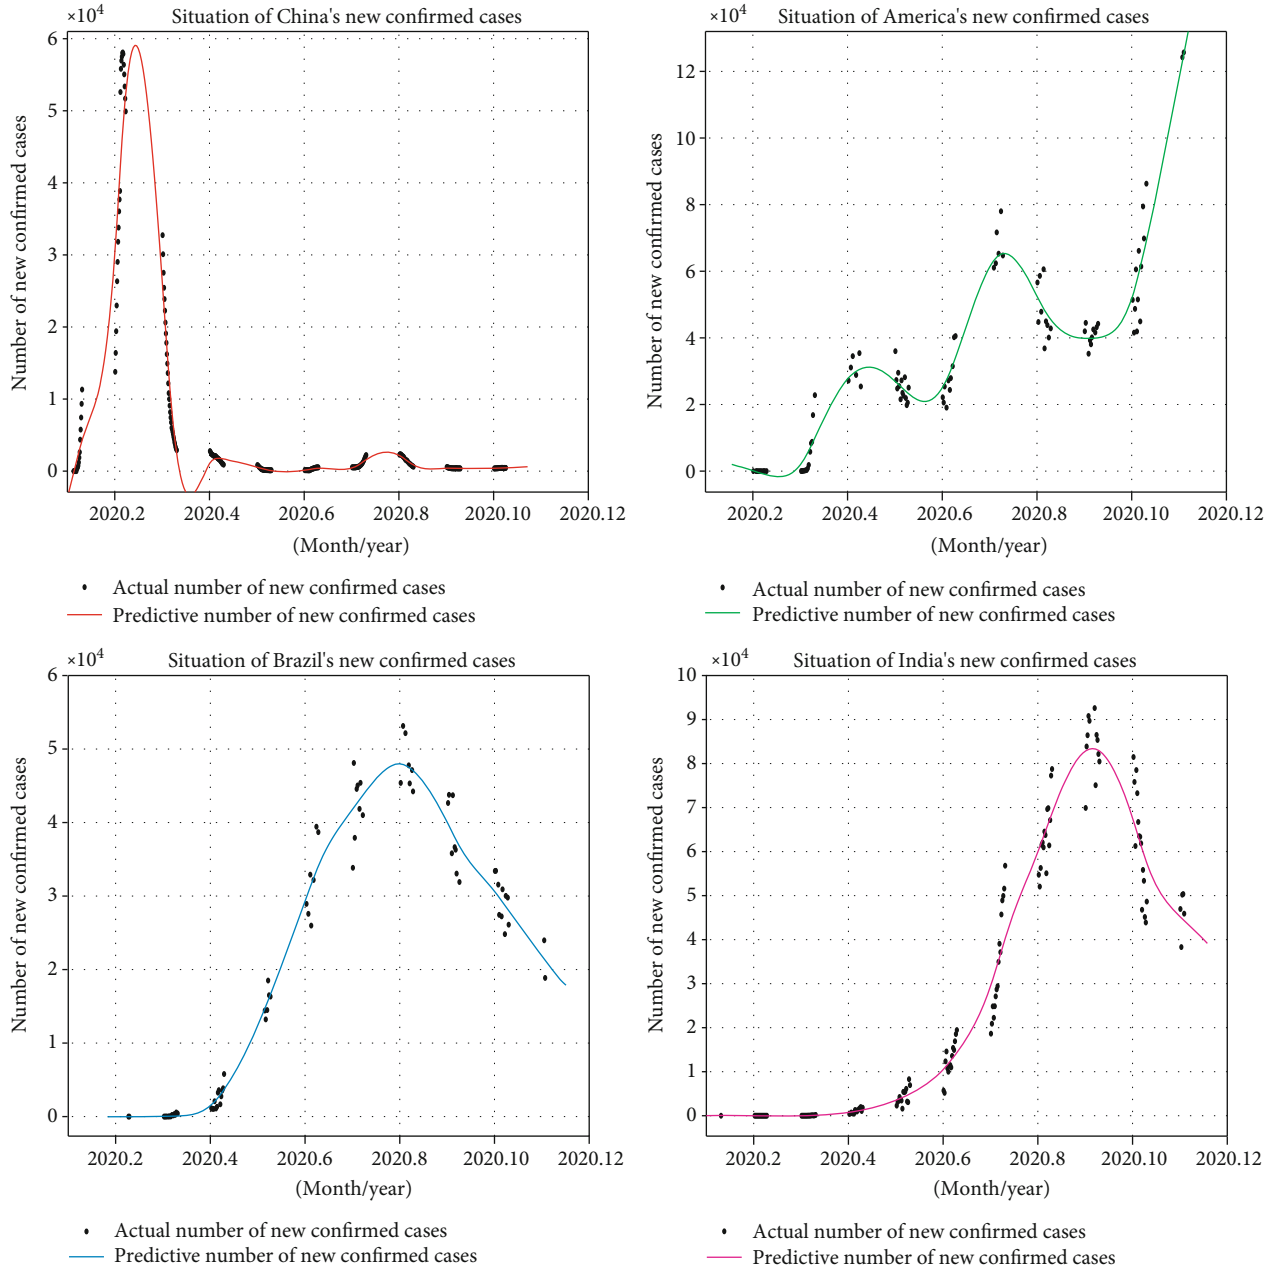 ×10⁴
Situation of China's new confirmed cases
Number of new confirmed cases
6
5
4
3
2
1
0
2020.2 2020.4 2020.6 2020.8 2020.10 2020.12
(Month/year)
Actual number of new confirmed cases
Predictive number of new confirmed cases
×10⁴
Situation of America's new confirmed cases
Number of new confirmed cases
12
10
8
6
4
2
0
2020.2 2020.4 2020.6 2020.8 2020.10 2020.12
(Month/year)
Actual number of new confirmed cases
Predictive number of new confirmed cases
×10⁴
Situation of Brazil's new confirmed cases
Number of new confirmed cases
6
5
4
3
2
1
0
2020.2 2020.4 2020.6 2020.8 2020.10 2020.12
(Month/year)
Actual number of new confirmed cases
Predictive number of new confirmed cases
×10⁴
Situation of India's new confirmed cases
Number of new confirmed cases
10
9
8
7
6
5
4
3
2
1
0
2020.2 2020.4 2020.6 2020.8 2020.10 2020.12
(Month/year)
Actual number of new confirmed cases
Predictive number of new confirmed cases